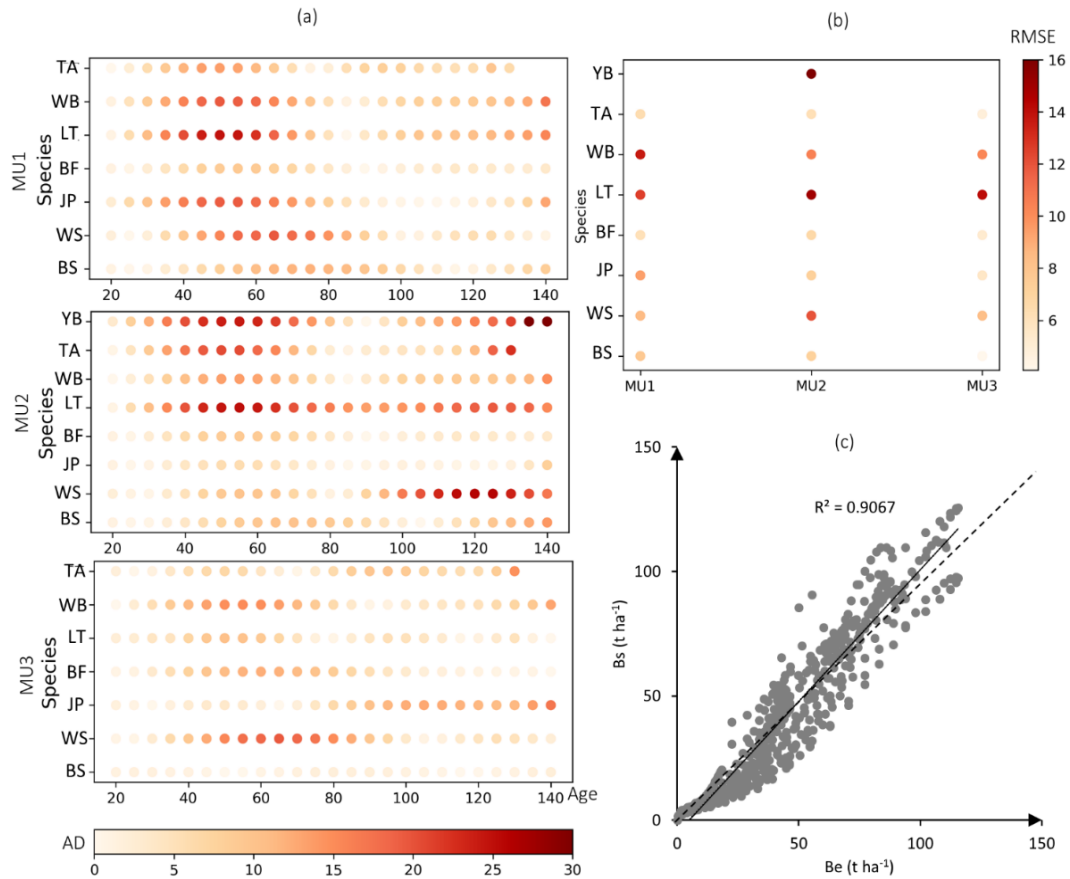 (a)
MU1
Species
TA
WB
LT
BF
JP
WS
BS
20 40 60 80 100 120 140
MU2
Species
YB
TA
WB
LT
BF
JP
WS
BS
20 40 60 80 100 120 140
MU3
Species
TA
WB
LT
BF
JP
WS
BS
20 40 60 80 100 120 140 Age
AD
0 5 10 15 20 25 30
(b)
RMSE
Species
YB
TA
WB
LT
BF
JP
WS
BS
MU1 MU2 MU3
16
14
12
10
8
6
(c)
150
100
50
0
R² = 0.9067
Bs (t ha⁻¹)
0 50 100 150
Be (t ha⁻¹)